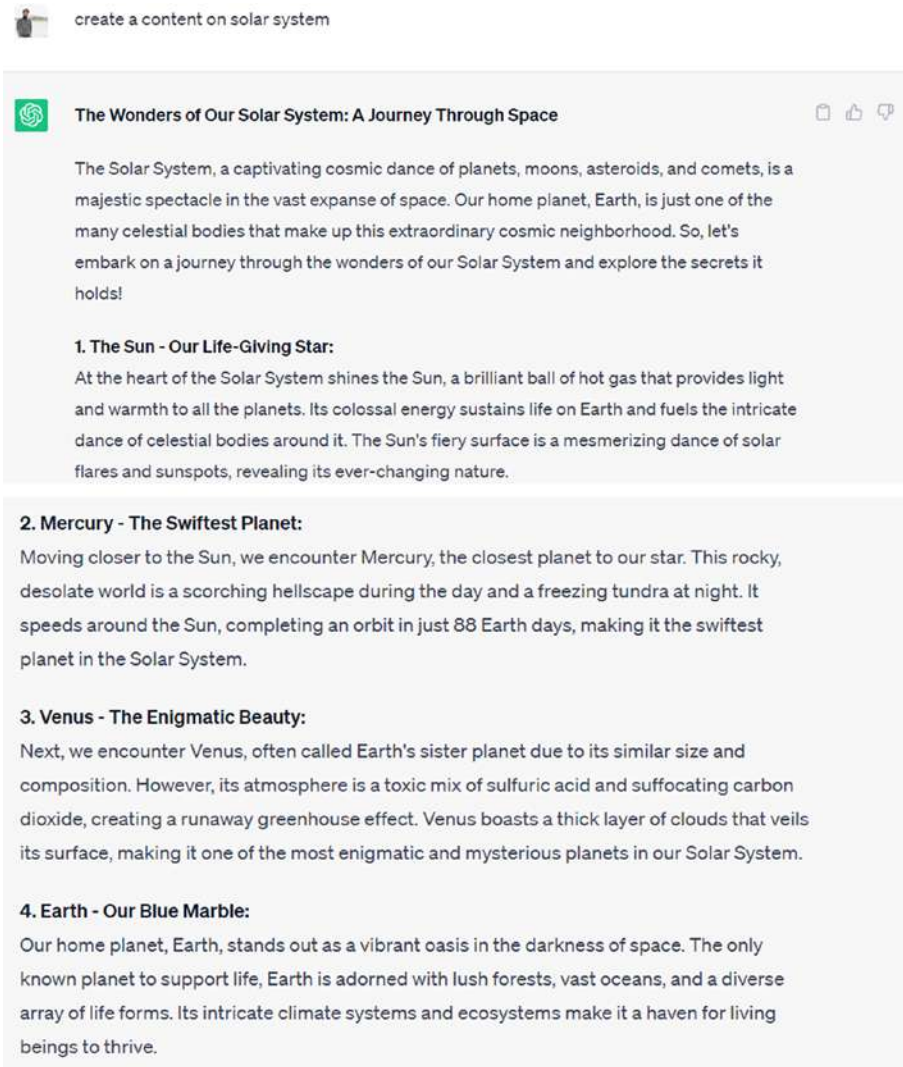 create a content on solar system
The Wonders of Our Solar System: A Journey Through Space
The Solar System, a captivating cosmic dance of planets, moons, asteroids, and comets, is a
majestic spectacle in the vast expanse of space. Our home planet, Earth, is just one of the
many celestial bodies that make up this extraordinary cosmic neighborhood. So, let's
embark on a journey through the wonders of our Solar System and explore the secrets it
holds!
1. The Sun - Our Life-Giving Star:
At the heart of the Solar System shines the Sun, a brilliant ball of hot gas that provides light
and warmth to all the planets. Its colossal energy sustains life on Earth and fuels the intricate
dance of celestial bodies around it. The Sun's fiery surface is a mesmerizing dance of solar
flares and sunspots, revealing its ever-changing nature.
2. Mercury - The Swiftest Planet:
Moving closer to the Sun, we encounter Mercury, the closest planet to our star. This rocky,
desolate world is a scorching hellscape during the day and a freezing tundra at night. It
speeds around the Sun, completing an orbit in just 88 Earth days, making it the swiftest
planet in the Solar System.
3. Venus - The Enigmatic Beauty:
Next, we encounter Venus, often called Earth's sister planet due to its similar size and
composition. However, its atmosphere is a toxic mix of sulfuric acid and suffocating carbon
dioxide, creating a runaway greenhouse effect. Venus boasts a thick layer of clouds that veils
its surface, making it one of the most enigmatic and mysterious planets in our Solar System.
4. Earth - Our Blue Marble:
Our home planet, Earth, stands out as a vibrant oasis in the darkness of space. The only
known planet to support life, Earth is adorned with lush forests, vast oceans, and a diverse
array of life forms. Its intricate climate systems and ecosystems make it a haven for living
beings to thrive.